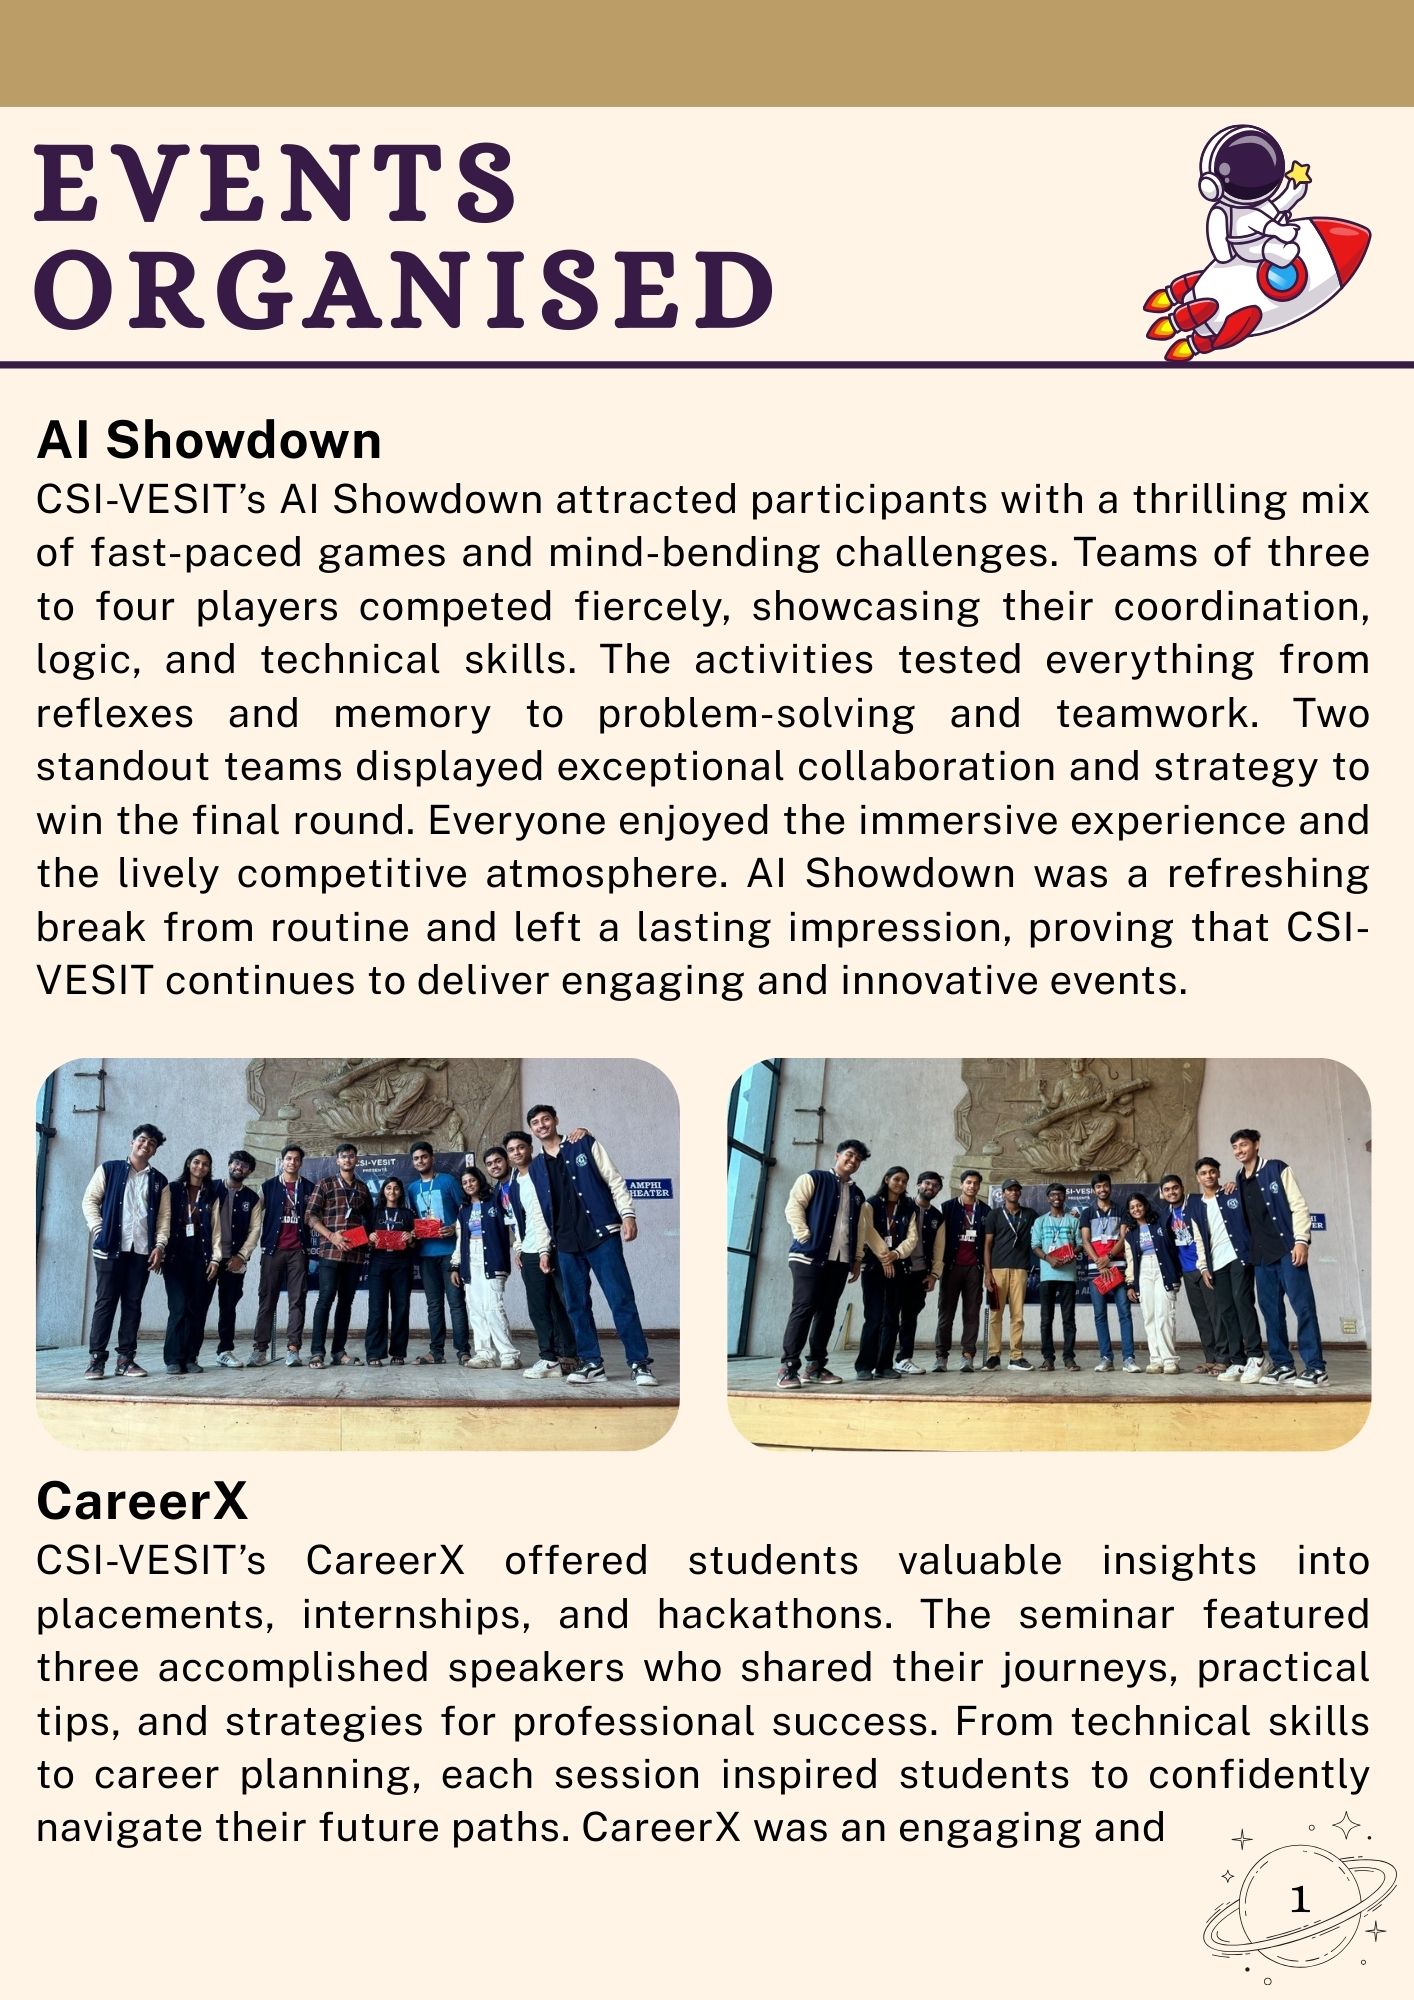 EVENTS
ORGANISED
AI Showdown
CSI-VESIT’s AI Showdown attracted participants with a thrilling mix
of fast-paced games and mind-bending challenges. Teams of three
to four players competed fiercely, showcasing their coordination,
logic, and technical skills. The activities tested everything from
reflexes and memory to problem-solving and teamwork. Two
standout teams displayed exceptional collaboration and strategy to
win the final round. Everyone enjoyed the immersive experience and
the lively competitive atmosphere. AI Showdown was a refreshing
break from routine and left a lasting impression, proving that CSI-
VESIT continues to deliver engaging and innovative events.
CSI-VESIT
PRESENTS
AMPHI
THEATER
SI-VESIT
PRESENTS
CareerX
CSI-VESIT’s CareerX offered students valuable insights into
placements, internships, and hackathons. The seminar featured
three accomplished speakers who shared their journeys, practical
tips, and strategies for professional success. From technical skills
to career planning, each session inspired students to confidently
navigate their future paths. CareerX was an engaging and
1